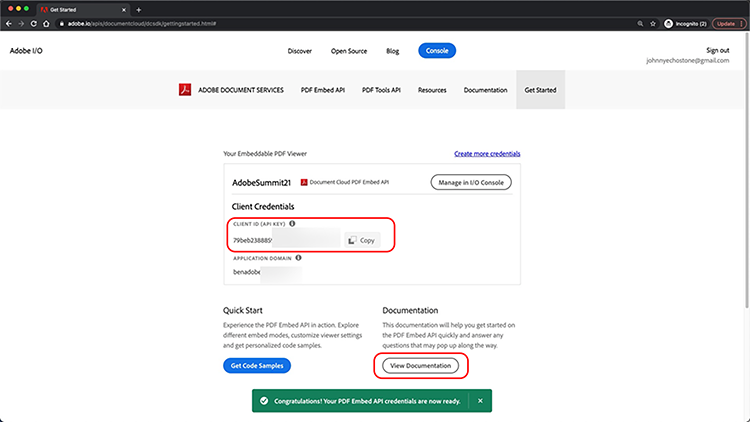 Get Started
adobe.io/apis/documentcloud/dcsdk/gettingstarted.html#
Incognito (2)
Update
Adobe I/O
Discover
Open Source
Blog
Console
Sign out
johnnyechostone@gmail.com
ADOBE DOCUMENT SERVICES
PDF Embed API
PDF Tools API
Resources
Documentation
Get Started
Your Embeddable PDF Viewer
Create more credentials
AdobeSummit21
Document Cloud PDF Embed API
Manage in I/O Console
Client Credentials
CLIENT ID (API KEY)
79beb238885
Copy
APPLICATION DOMAIN
benadobe
Quick Start
Experience the PDF Embed API in action. Explore
different embed modes, customize viewer settings
and get personalized code samples.
Get Code Samples
Documentation
This documentation will help you get started on
the PDF Embed API quickly and answer any
questions that may pop up along the way.
View Documentation
Congratulations! Your PDF Embed API credentials are now ready.